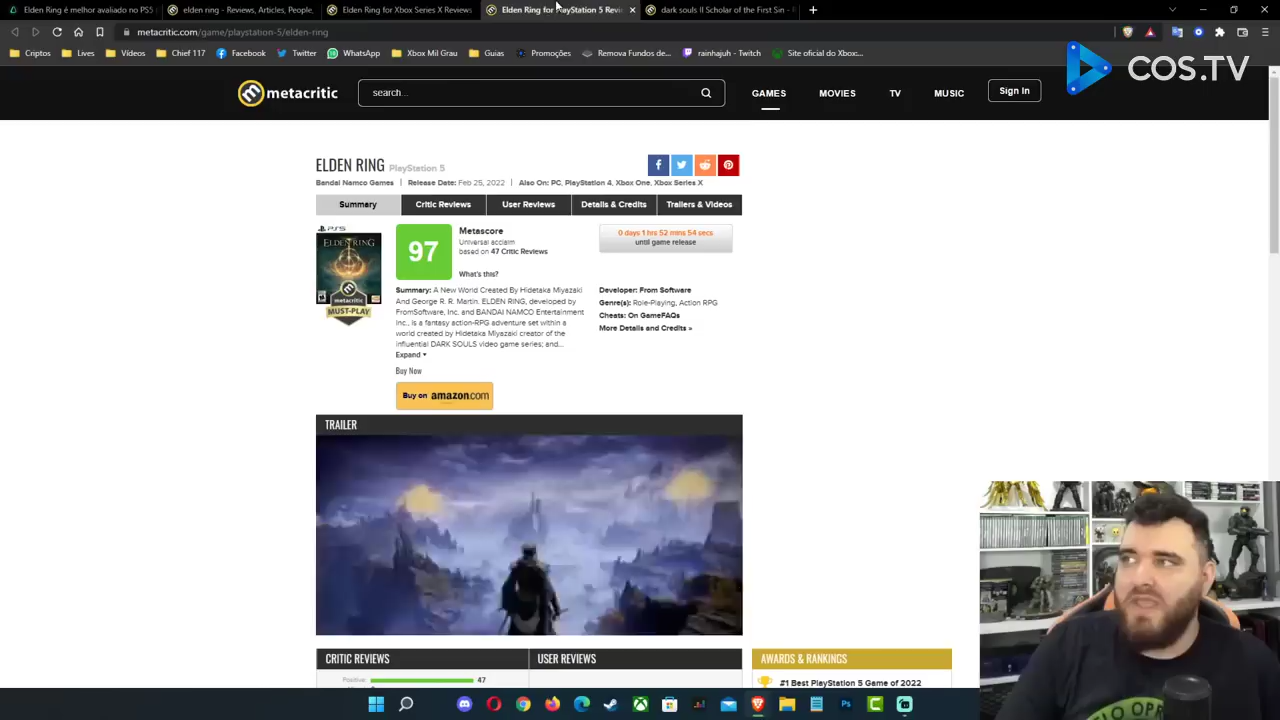 Elden Ring é melhor avaliado no PS5
elden ring - Reviews, Articles, People,
Elden Ring for Xbox Series X Reviews
Elden Ring for PlayStation 5 Revi
dark souls II Scholar of the First Sin - R
metacritic.com/game/playstation-5/elden-ring
Criptos
Lives
Vídeos
Chief 117
Facebook
Twitter
WhatsApp
Xbox Mil Grau
Guias
Promoções
Remova Fundos de...
rainhajuh - Twitch
Site oficial do Xbox:...
COS.TV
metacritic
search...
GAMES
MOVIES
TV
MUSIC
Sign In
ELDEN RING PlayStation 5
Bandai Namco Games | Release Date: Feb 25, 2022 | Also On: PC, PlayStation 4, Xbox One, Xbox Series X
Summary
Critic Reviews
User Reviews
Details & Credits
Trailers & Videos
PS5
ELDEN RING
metacritic
MUST-PLAY
97
Metascore
Universal acclaim
based on 47 Critic Reviews
What's this?
0 days 1 hrs 52 mins 54 secs
until game release
Summary: A New World Created By Hidetaka Miyazaki
And George R. R. Martin. ELDEN RING, developed by
FromSoftware, Inc. and BANDAI NAMCO Entertainment
Inc., is a fantasy action-RPG adventure set within a
world created by Hidetaka Miyazaki creator of the
influential DARK SOULS video game series; and...
Expand
Developer: From Software
Genre(s): Role-Playing, Action RPG
Cheats: On GameFAQs
More Details and Credits »
Buy Now
Buy on amazon.com
TRAILER
CRITIC REVIEWS
USER REVIEWS
AWARDS & RANKINGS
Positive:
47
#1 Best PlayStation 5 Game of 2022